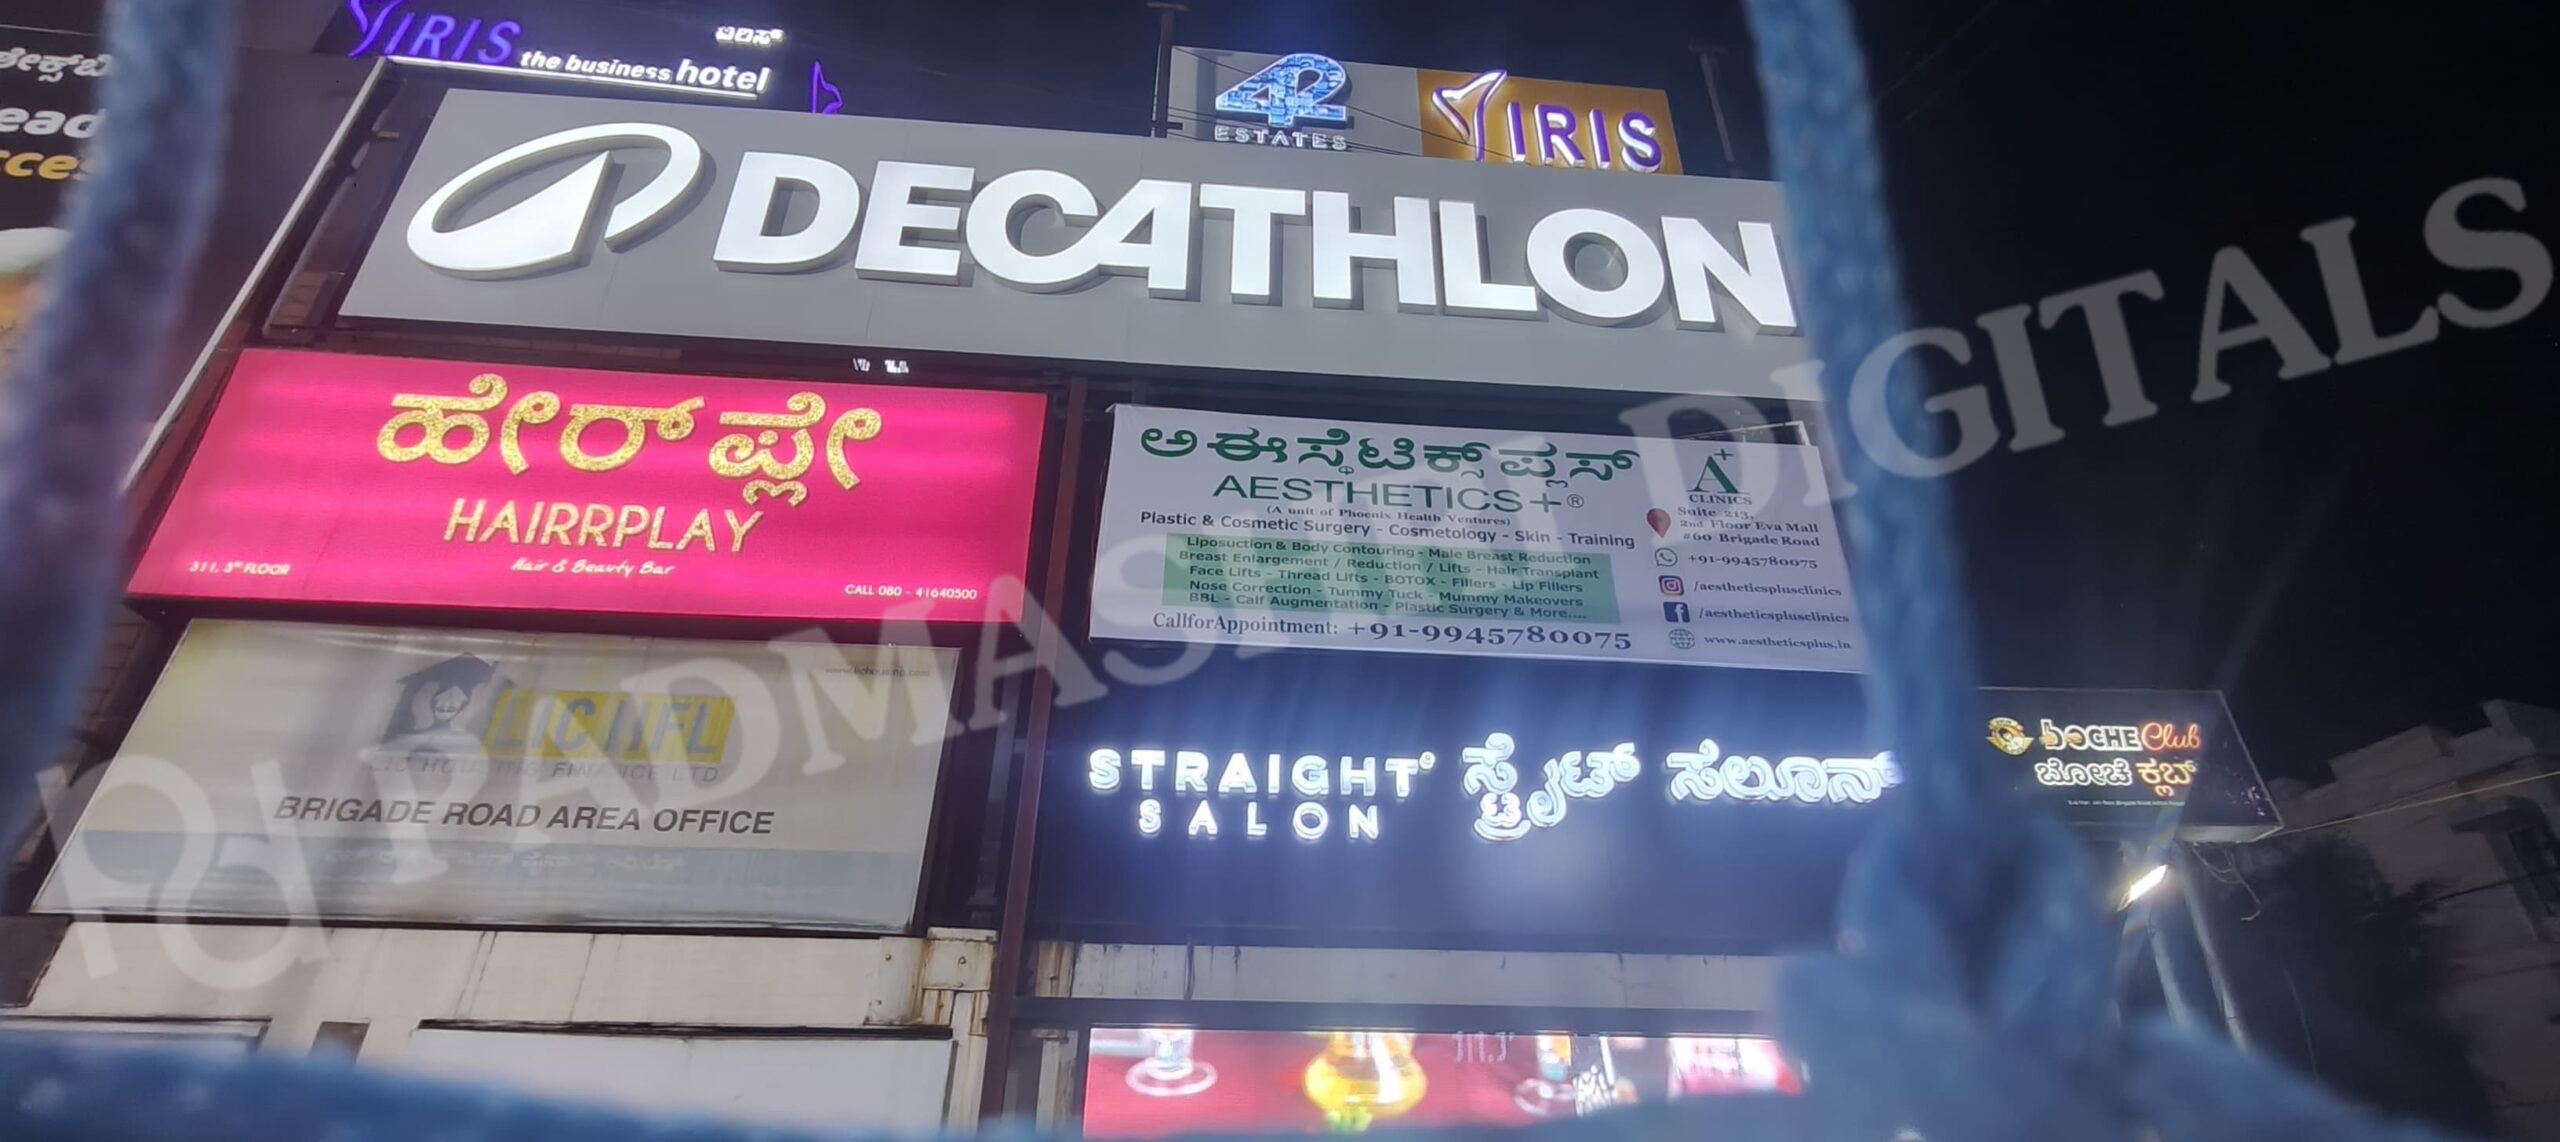 IRIS
ಐರಿಸ್
the business hotel
42
ESTATES
IRIS
DECATHLON
ಹೇರ್ ಪ್ಲೇ
HAIRRPLAY
Hair & Beauty Bar
311, 3RD FLOOR
CALL 080 - 41640500
ಅಈಸ್ಥೆಟಿಕ್ಸ್ ಪ್ಲಸ್
AESTHETICS+®
(A unit of Phoenix Health Ventures)
Plastic & Cosmetic Surgery - Cosmetology - Skin - Training
Liposuction & Body Contouring - Male Breast Reduction
Breast Enlargement / Reduction / Lifts - Hair Transplant
Face Lifts - Thread Lifts - BOTOX - Fillers - Lip Fillers
Nose Correction - Tummy Tuck - Mummy Makeovers
BBL - Calf Augmentation - Plastic Surgery & More....
CallforAppointment: +91-9945780075
A+
CLINICS
Suite 213,
2nd Floor Eva Mall
#60 Brigade Road
+91-9945780075
/aestheticsplusclinics
/aestheticsplusclinics
www.aestheticsplus.in
www.lichousing.com
LIC HFL
LIC HOUSING FINANCE LTD
BRIGADE ROAD AREA OFFICE
STRAIGHT
SALON
ಸ್ಟ್ರೈಟ್ ಸೆಲೂನ್
boCHE Club
ಬೋಚೆ ಕ್ಲಬ್
PADMASHRI DIGITALS